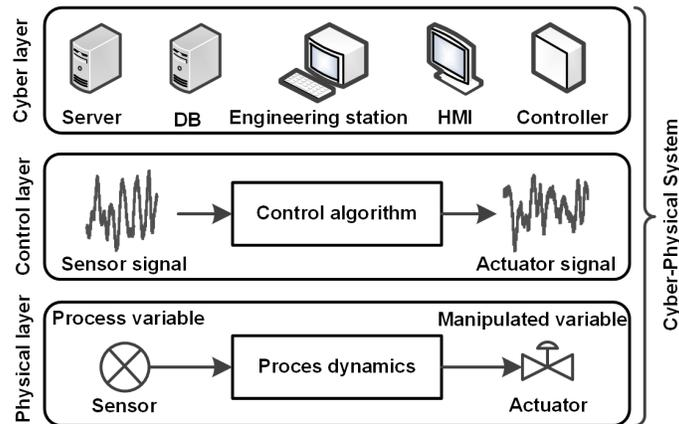 Cyber layer
Server
DB
Engineering station
HMI
Controller
Control layer
Control algorithm
Sensor signal
Actuator signal
Physical layer
Process variable
Manipulated variable
Proces dynamics
Sensor
Actuator
Cyber-Physical System